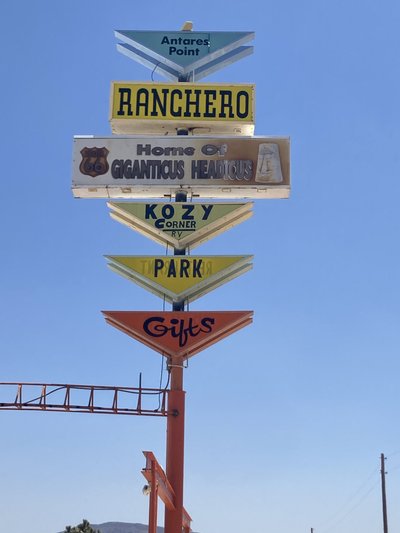 Antares
Point
RANCHERO
Home Of
66
GIGANTICUS HEADICUS
KOZY
CORNER
RV
PARK
Gifts